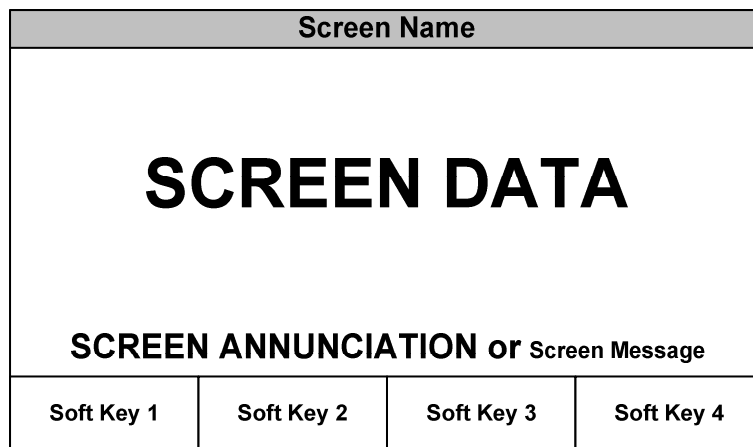 Screen Name
SCREEN DATA
SCREEN ANNUNCIATION or Screen Message
Soft Key 1
Soft Key 2
Soft Key 3
Soft Key 4